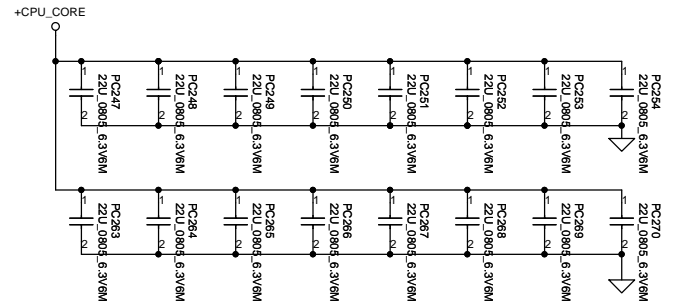 +CPU_CORE
1 1 1 1 1 1 1 1
PC247
22U_0805_6.3V6M
PC248
22U_0805_6.3V6M
PC249
22U_0805_6.3V6M
PC250
22U_0805_6.3V6M
PC251
22U_0805_6.3V6M
PC252
22U_0805_6.3V6M
PC253
22U_0805_6.3V6M
PC254
22U_0805_6.3V6M
2 2 2 2 2 2 2 2
1 1 1 1 1 1 1 1
PC263
22U_0805_6.3V6M
PC264
22U_0805_6.3V6M
PC265
22U_0805_6.3V6M
PC266
22U_0805_6.3V6M
PC267
22U_0805_6.3V6M
PC268
22U_0805_6.3V6M
PC269
22U_0805_6.3V6M
PC270
22U_0805_6.3V6M
2 2 2 2 2 2 2 2